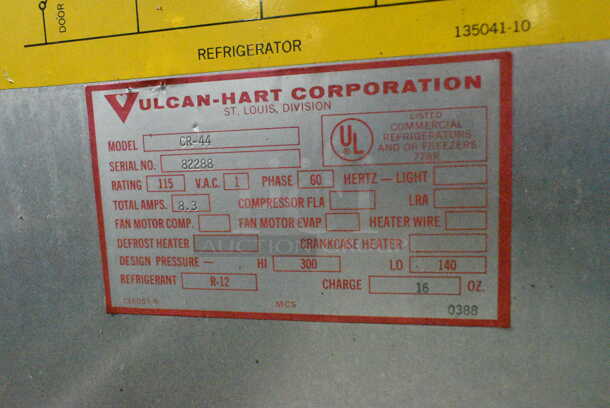 DOOR
REFRIGERATOR 135041-10
VULCAN-HART CORPORATION
ST. LOUIS, DIVISION
MODEL CR-44
SERIAL NO. 82288
UL
LISTED
COMMERCIAL
REFRIGERATORS
AND OR FREEZERS
778R
RATING 115 V.A.C. 1 PHASE 60 HERTZ — LIGHT
TOTAL AMPS. 8.3 COMPRESSOR FLA LRA
FAN MOTOR COMP. FAN MOTOR EVAP. HEATER WIRE
DEFROST HEATER CRANKCASE HEATER
DESIGN PRESSURE — HI 300 LO 140
REFRIGERANT R-12 CHARGE 16 OZ.
MCS 0388